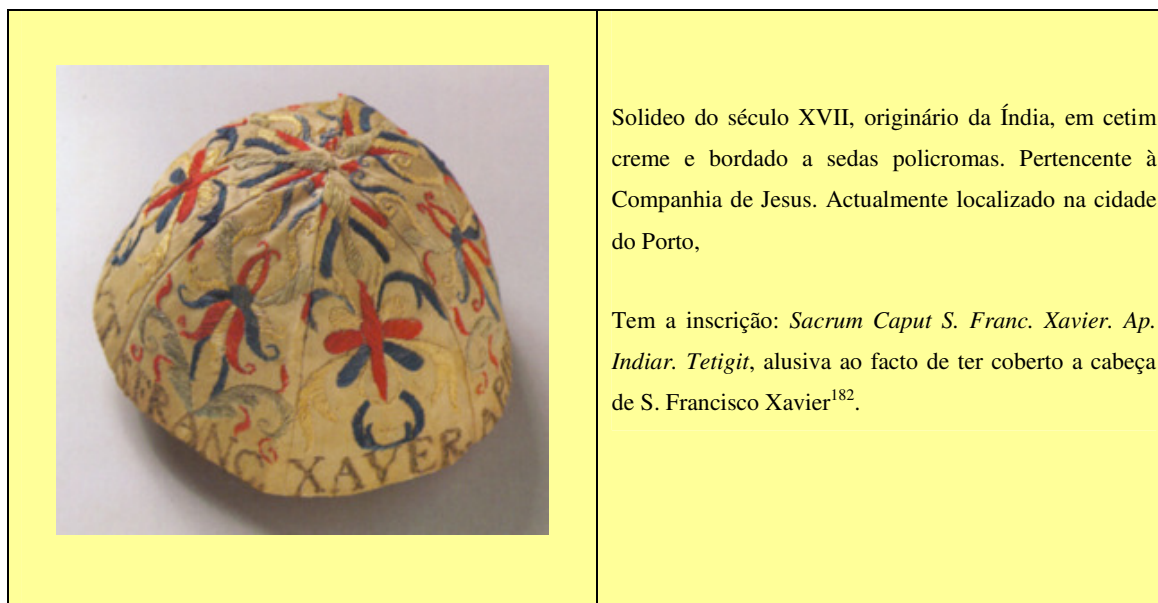 FRANC XAVER AP
Solideo do século XVII, originário da Índia, em cetim
creme e bordado a sedas policromas. Pertencente à
Companhia de Jesus. Actualmente localizado na cidade
do Porto,
Tem a inscrição: Sacrum Caput S. Franc. Xavier. Ap.
Indiar. Tetigit, alusiva ao facto de ter coberto a cabeça
de S. Francisco Xavier182.